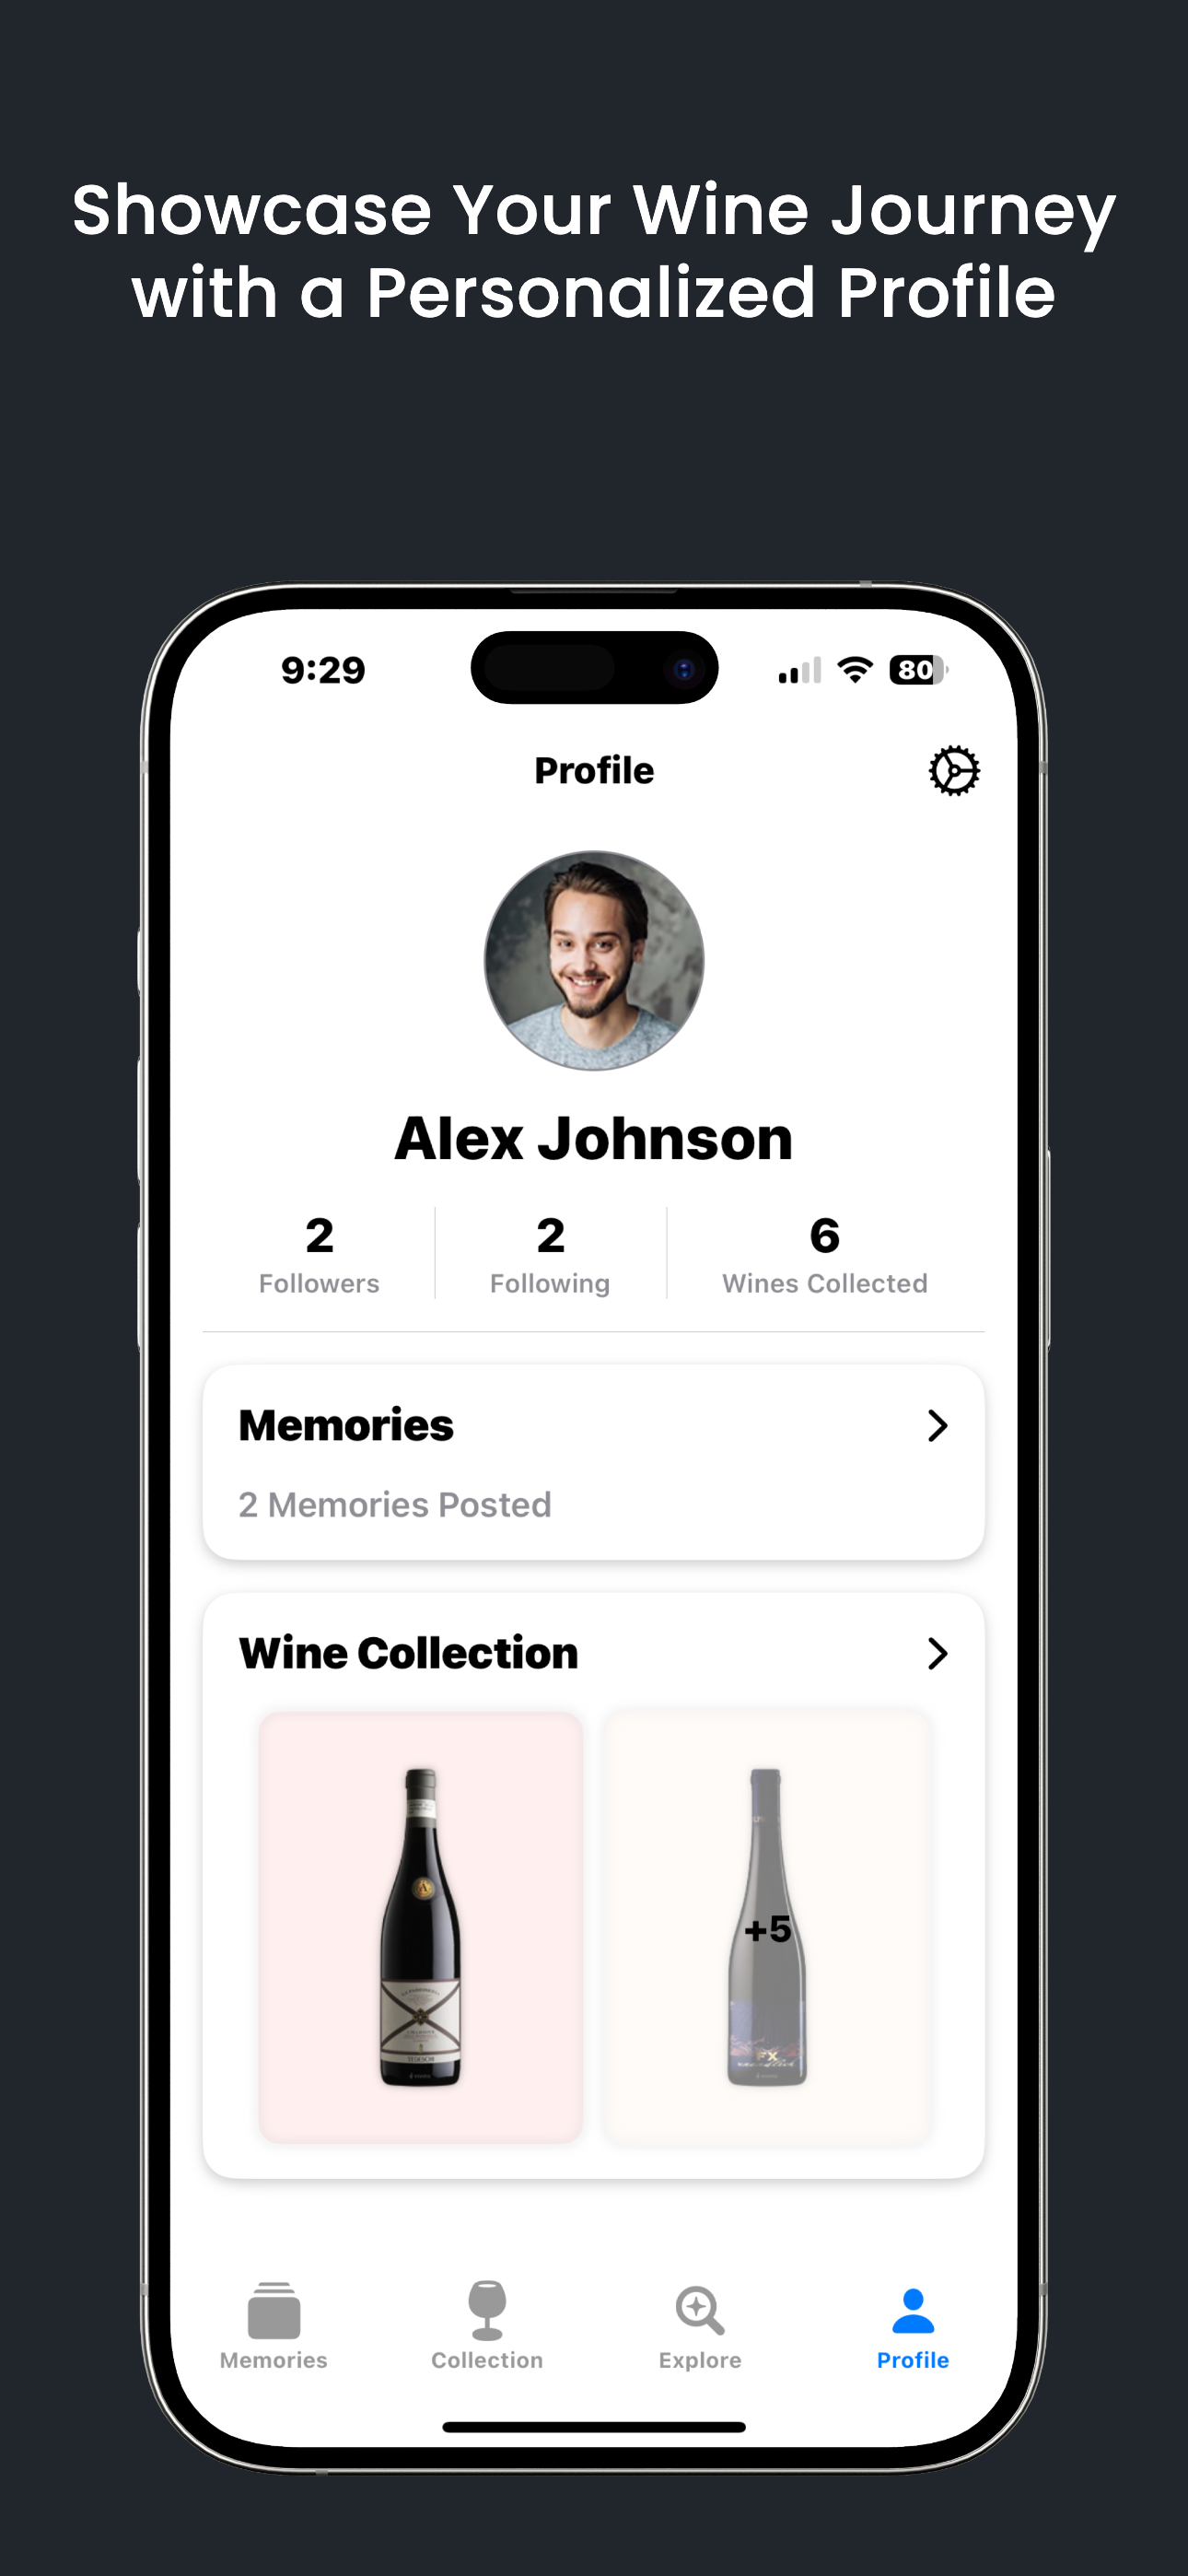 Showcase Your Wine Journey
with a Personalized Profile
9:29
80
Profile
Alex Johnson
2
Followers
2
Following
6
Wines Collected
Memories
2 Memories Posted
Wine Collection
+5
FX
Memories
Collection
Explore
Profile